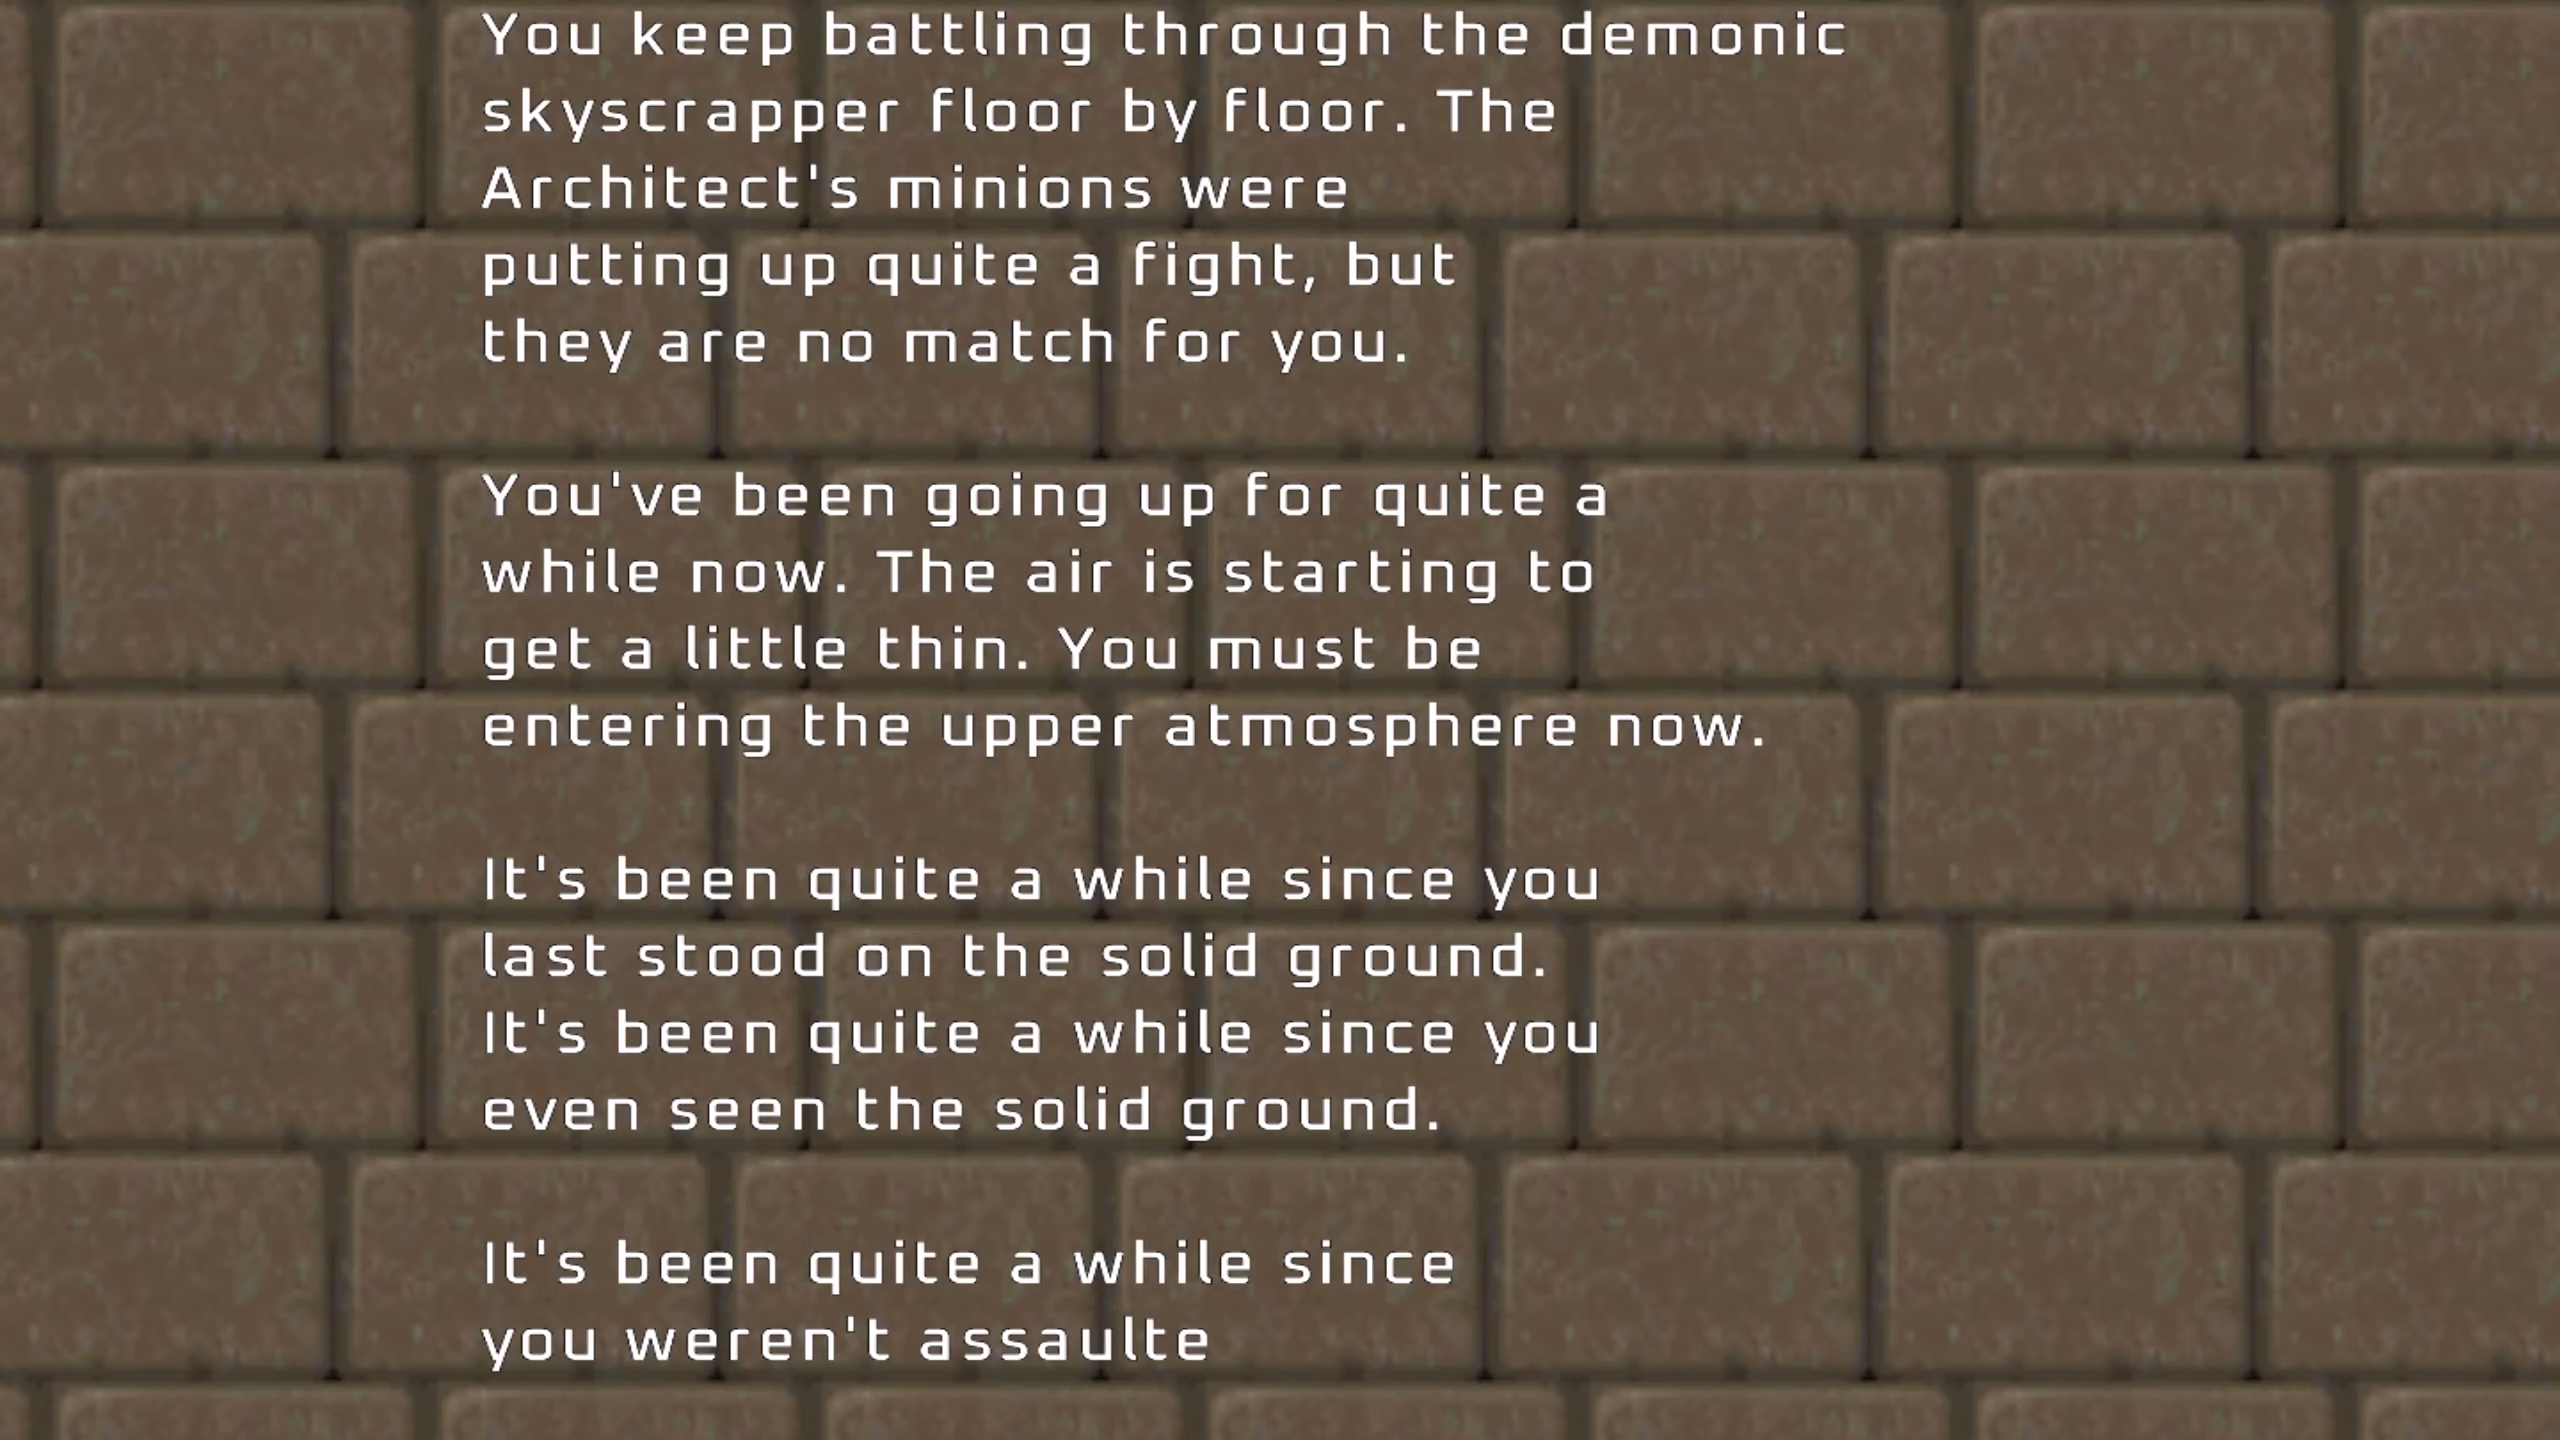 You keep battling through the demonic
skyscrapper floor by floor. The
Architect's minions were
putting up quite a fight, but
they are no match for you.
You've been going up for quite a
while now. The air is starting to
get a little thin. You must be
entering the upper atmosphere now.
It's been quite a while since you
last stood on the solid ground.
It's been quite a while since you
even seen the solid ground.
It's been quite a while since
you weren't assaulte